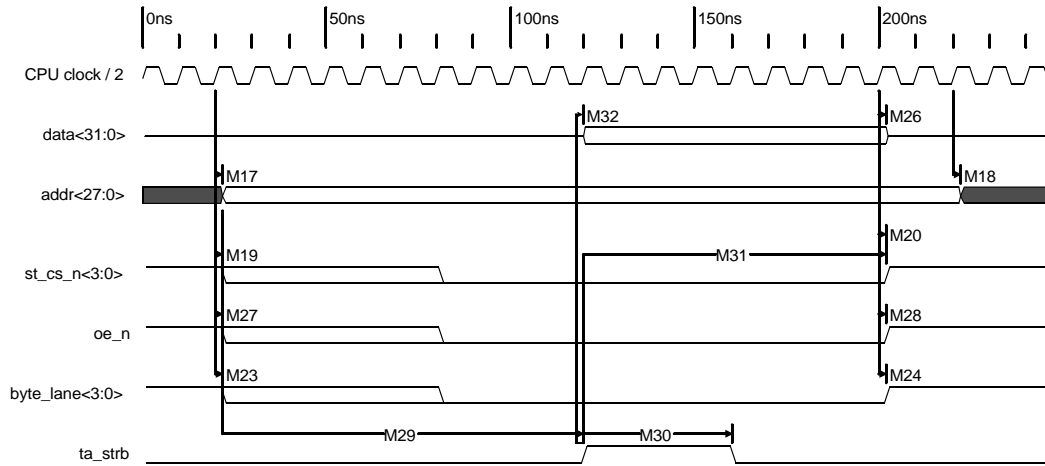 0ns 50ns 100ns 150ns 200ns
CPU clock / 2
M32 M26
data<31:0>
M17 M18
addr<27:0>
M20
M19 M31
st_cs_n<3:0>
M27 M28
oe_n
M23 M24
byte_lane<3:0>
M29 M30
ta_strb